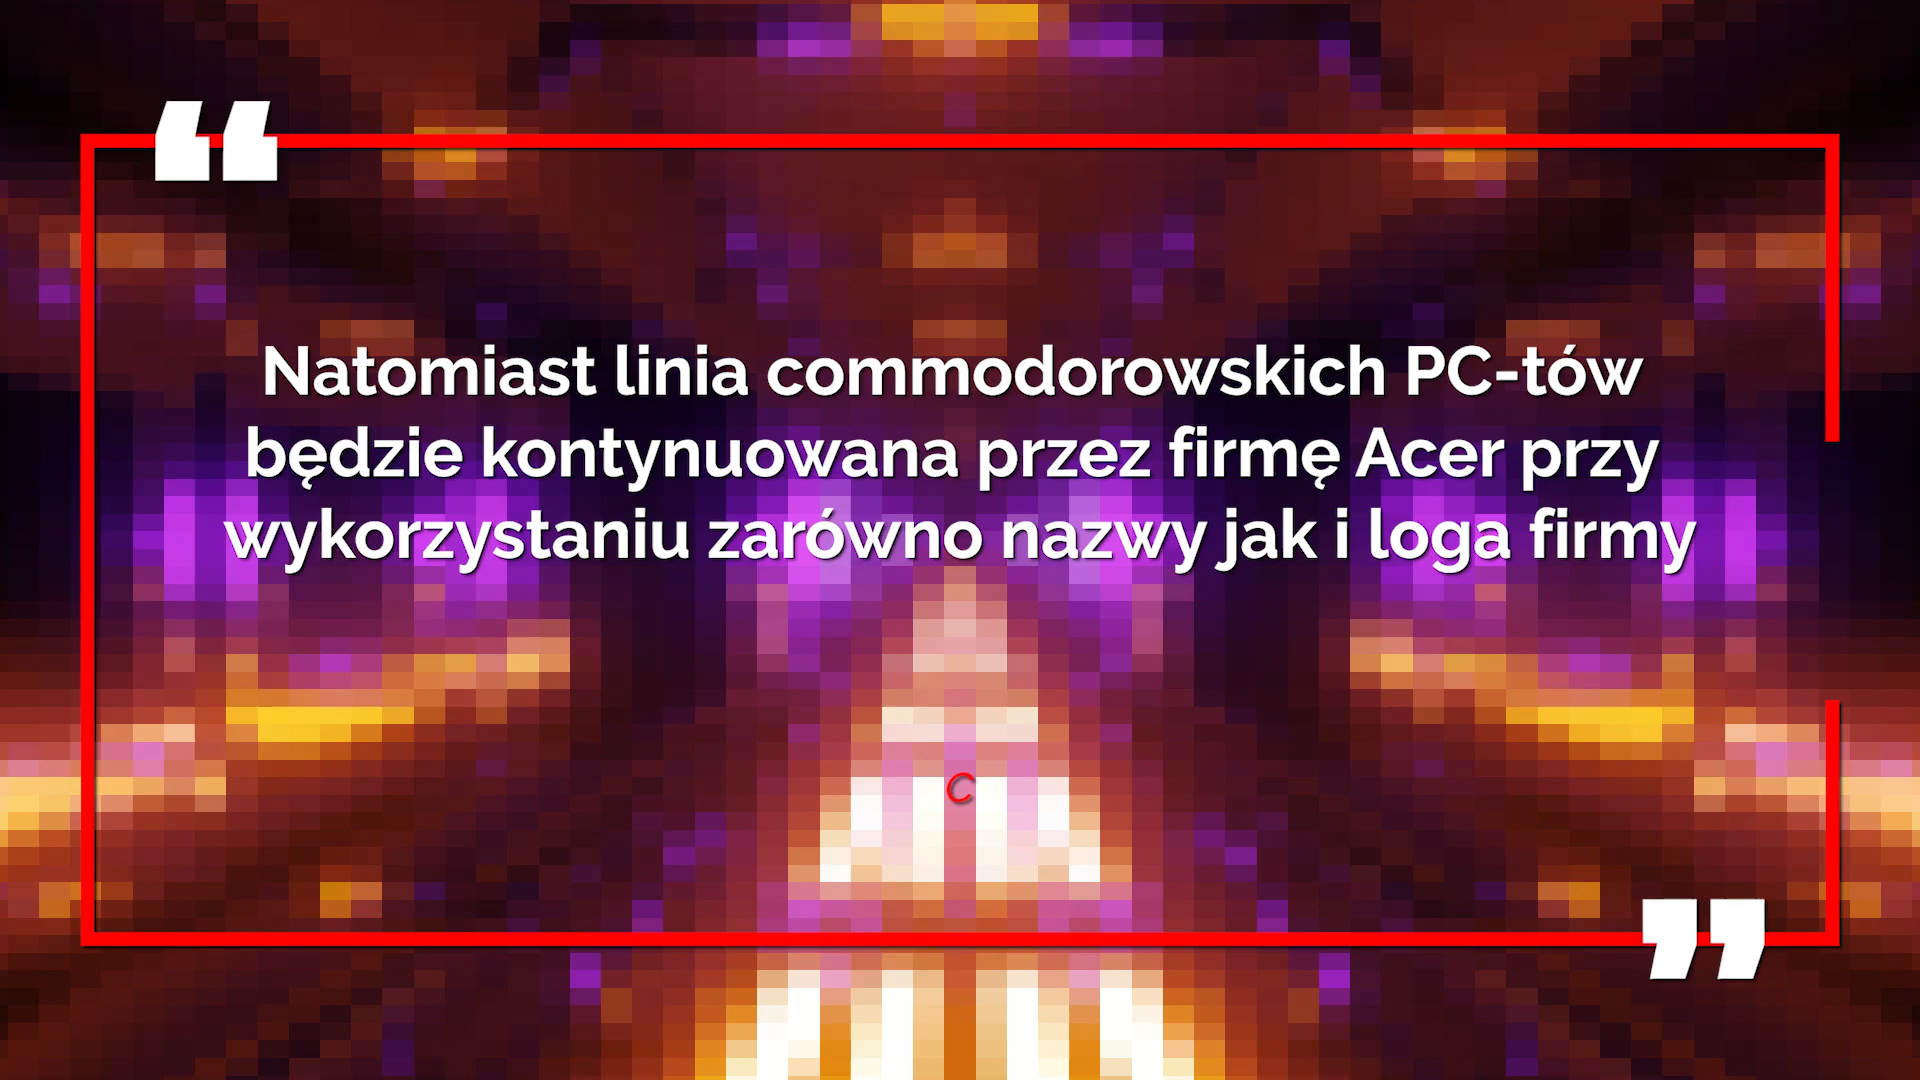 “
Natomiast linia commodorowskich PC-tów
będzie kontynuowana przez firmę Acer przy
wykorzystaniu zarówno nazwy jak i loga firmy
C
”